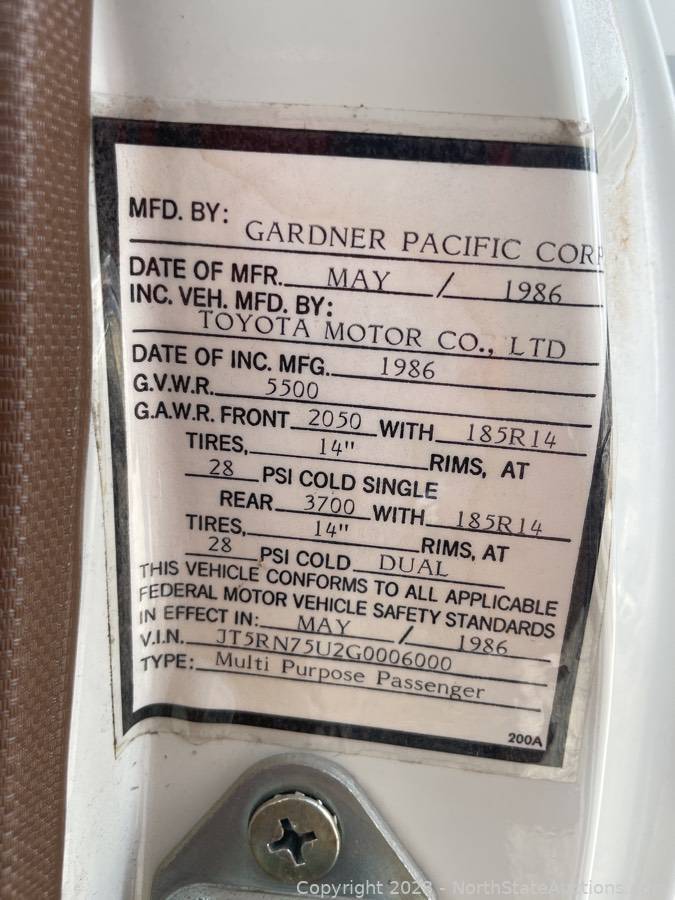 MFD. BY: GARDNER PACIFIC CORP
DATE OF MFR. MAY / 1986
INC. VEH. MFD. BY:
TOYOTA MOTOR CO., LTD
DATE OF INC. MFG. 1986
G.V.W.R. 5500
G.A.W.R. FRONT 2050 WITH 185R14
TIRES, 14" RIMS, AT
28 PSI COLD SINGLE
REAR 3700 WITH 185R14
TIRES, 14" RIMS, AT
28 PSI COLD DUAL
THIS VEHICLE CONFORMS TO ALL APPLICABLE
FEDERAL MOTOR VEHICLE SAFETY STANDARDS
IN EFFECT IN: MAY / 1986
V.I.N. JT5RN75U2G0006000
TYPE: Multi Purpose Passenger
200A
Copyright 2023 - NorthStateAuctions.com